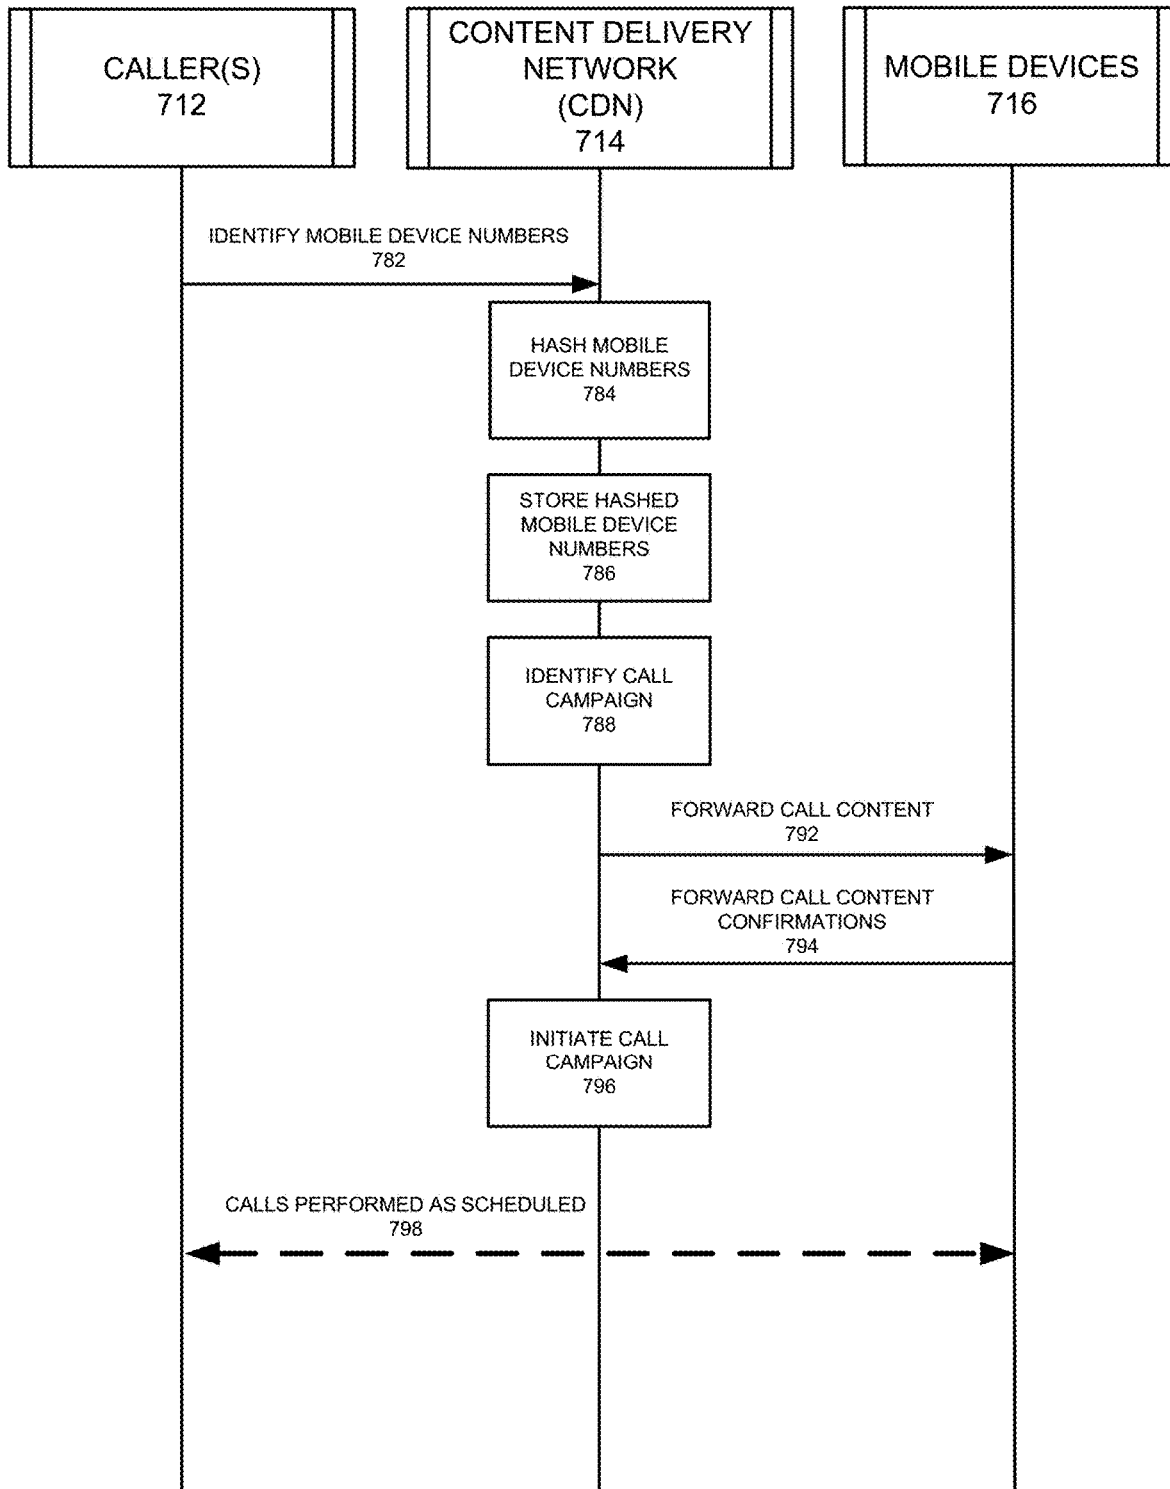 CALLER(S)
712
CONTENT DELIVERY
NETWORK
(CDN)
714
MOBILE DEVICES
716
IDENTIFY MOBILE DEVICE NUMBERS
782
HASH MOBILE
DEVICE NUMBERS
784
STORE HASHED
MOBILE DEVICE
NUMBERS
786
IDENTIFY CALL
CAMPAIGN
788
FORWARD CALL CONTENT
792
FORWARD CALL CONTENT
CONFIRMATIONS
794
INITIATE CALL
CAMPAIGN
796
CALLS PERFORMED AS SCHEDULED
798